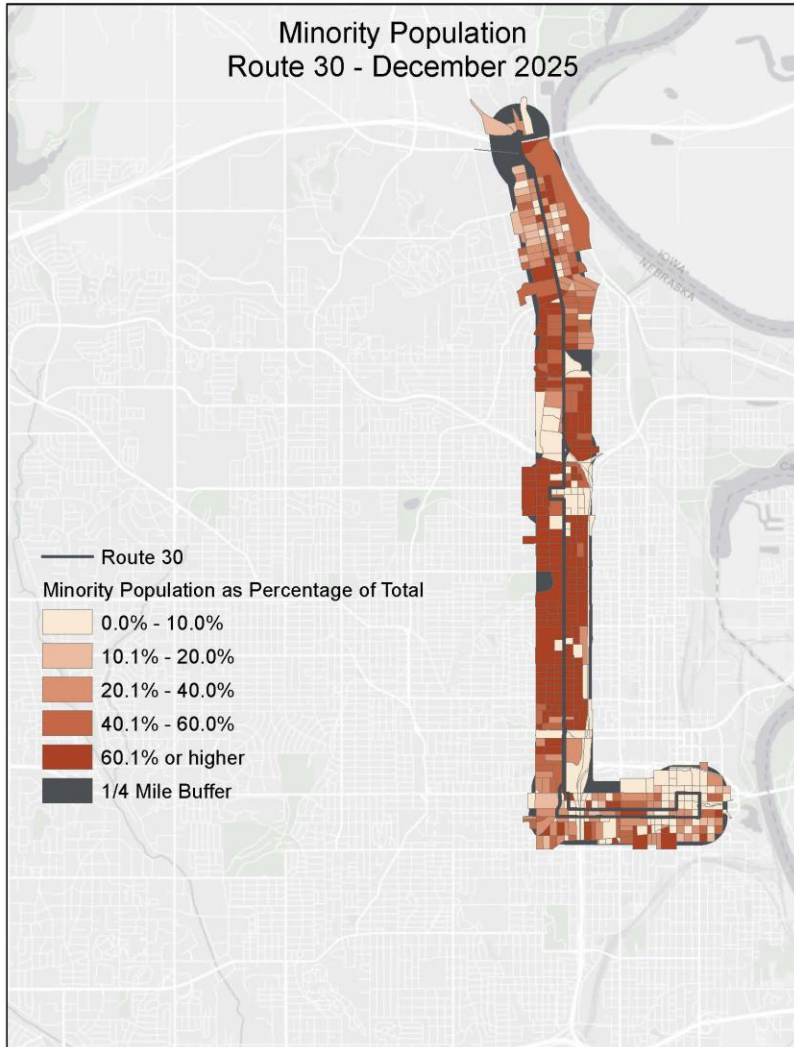 Minority Population
Route 30 - December 2025
IOWA
NEBRASKA
Route 30
Minority Population as Percentage of Total
0.0% - 10.0%
10.1% - 20.0%
20.1% - 40.0%
40.1% - 60.0%
60.1% or higher
1/4 Mile Buffer